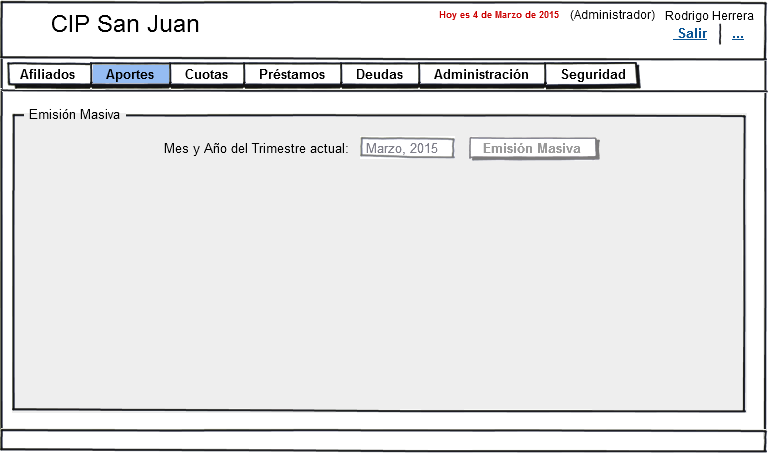 CIP San Juan
Hoy es 4 de Marzo de 2015 (Administrador) Rodrigo Herrera
Salir | ...
Afiliados Aportes Cuotas Préstamos Deudas Administración Seguridad
Emisión Masiva
Mes y Año del Trimestre actual: Marzo, 2015 Emisión Masiva